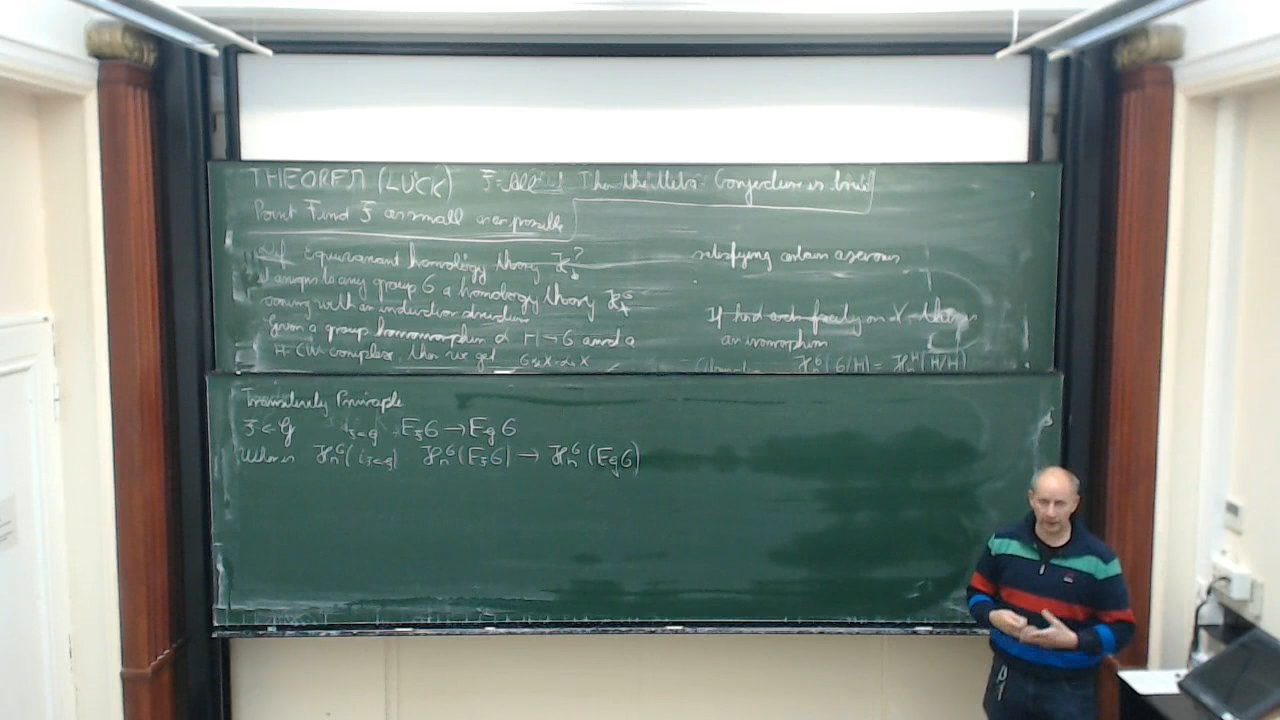 THEOREM (LÜCK) Then the Meta-Conjecture is true
Point Find F as small as possible
Def Equivariant homology theory H_*^?
It assigns to any group G a homology theory H_*^G
coming with an induction structure
Given a group homomorphism α H→G and a
H-CW-complex X then we get G×_α X
satisfying certain axioms
If acts freely on X, then
an isomorphism
H_n^G(G/H) = H_n^H(H/H)
Transitivity Principle
F ⊂ G i_{F⊂G} E_F G → E_G G
When is H_n^G(i_{F⊂G}) H_n^G(E_F G) → H_n^G(E_G G)